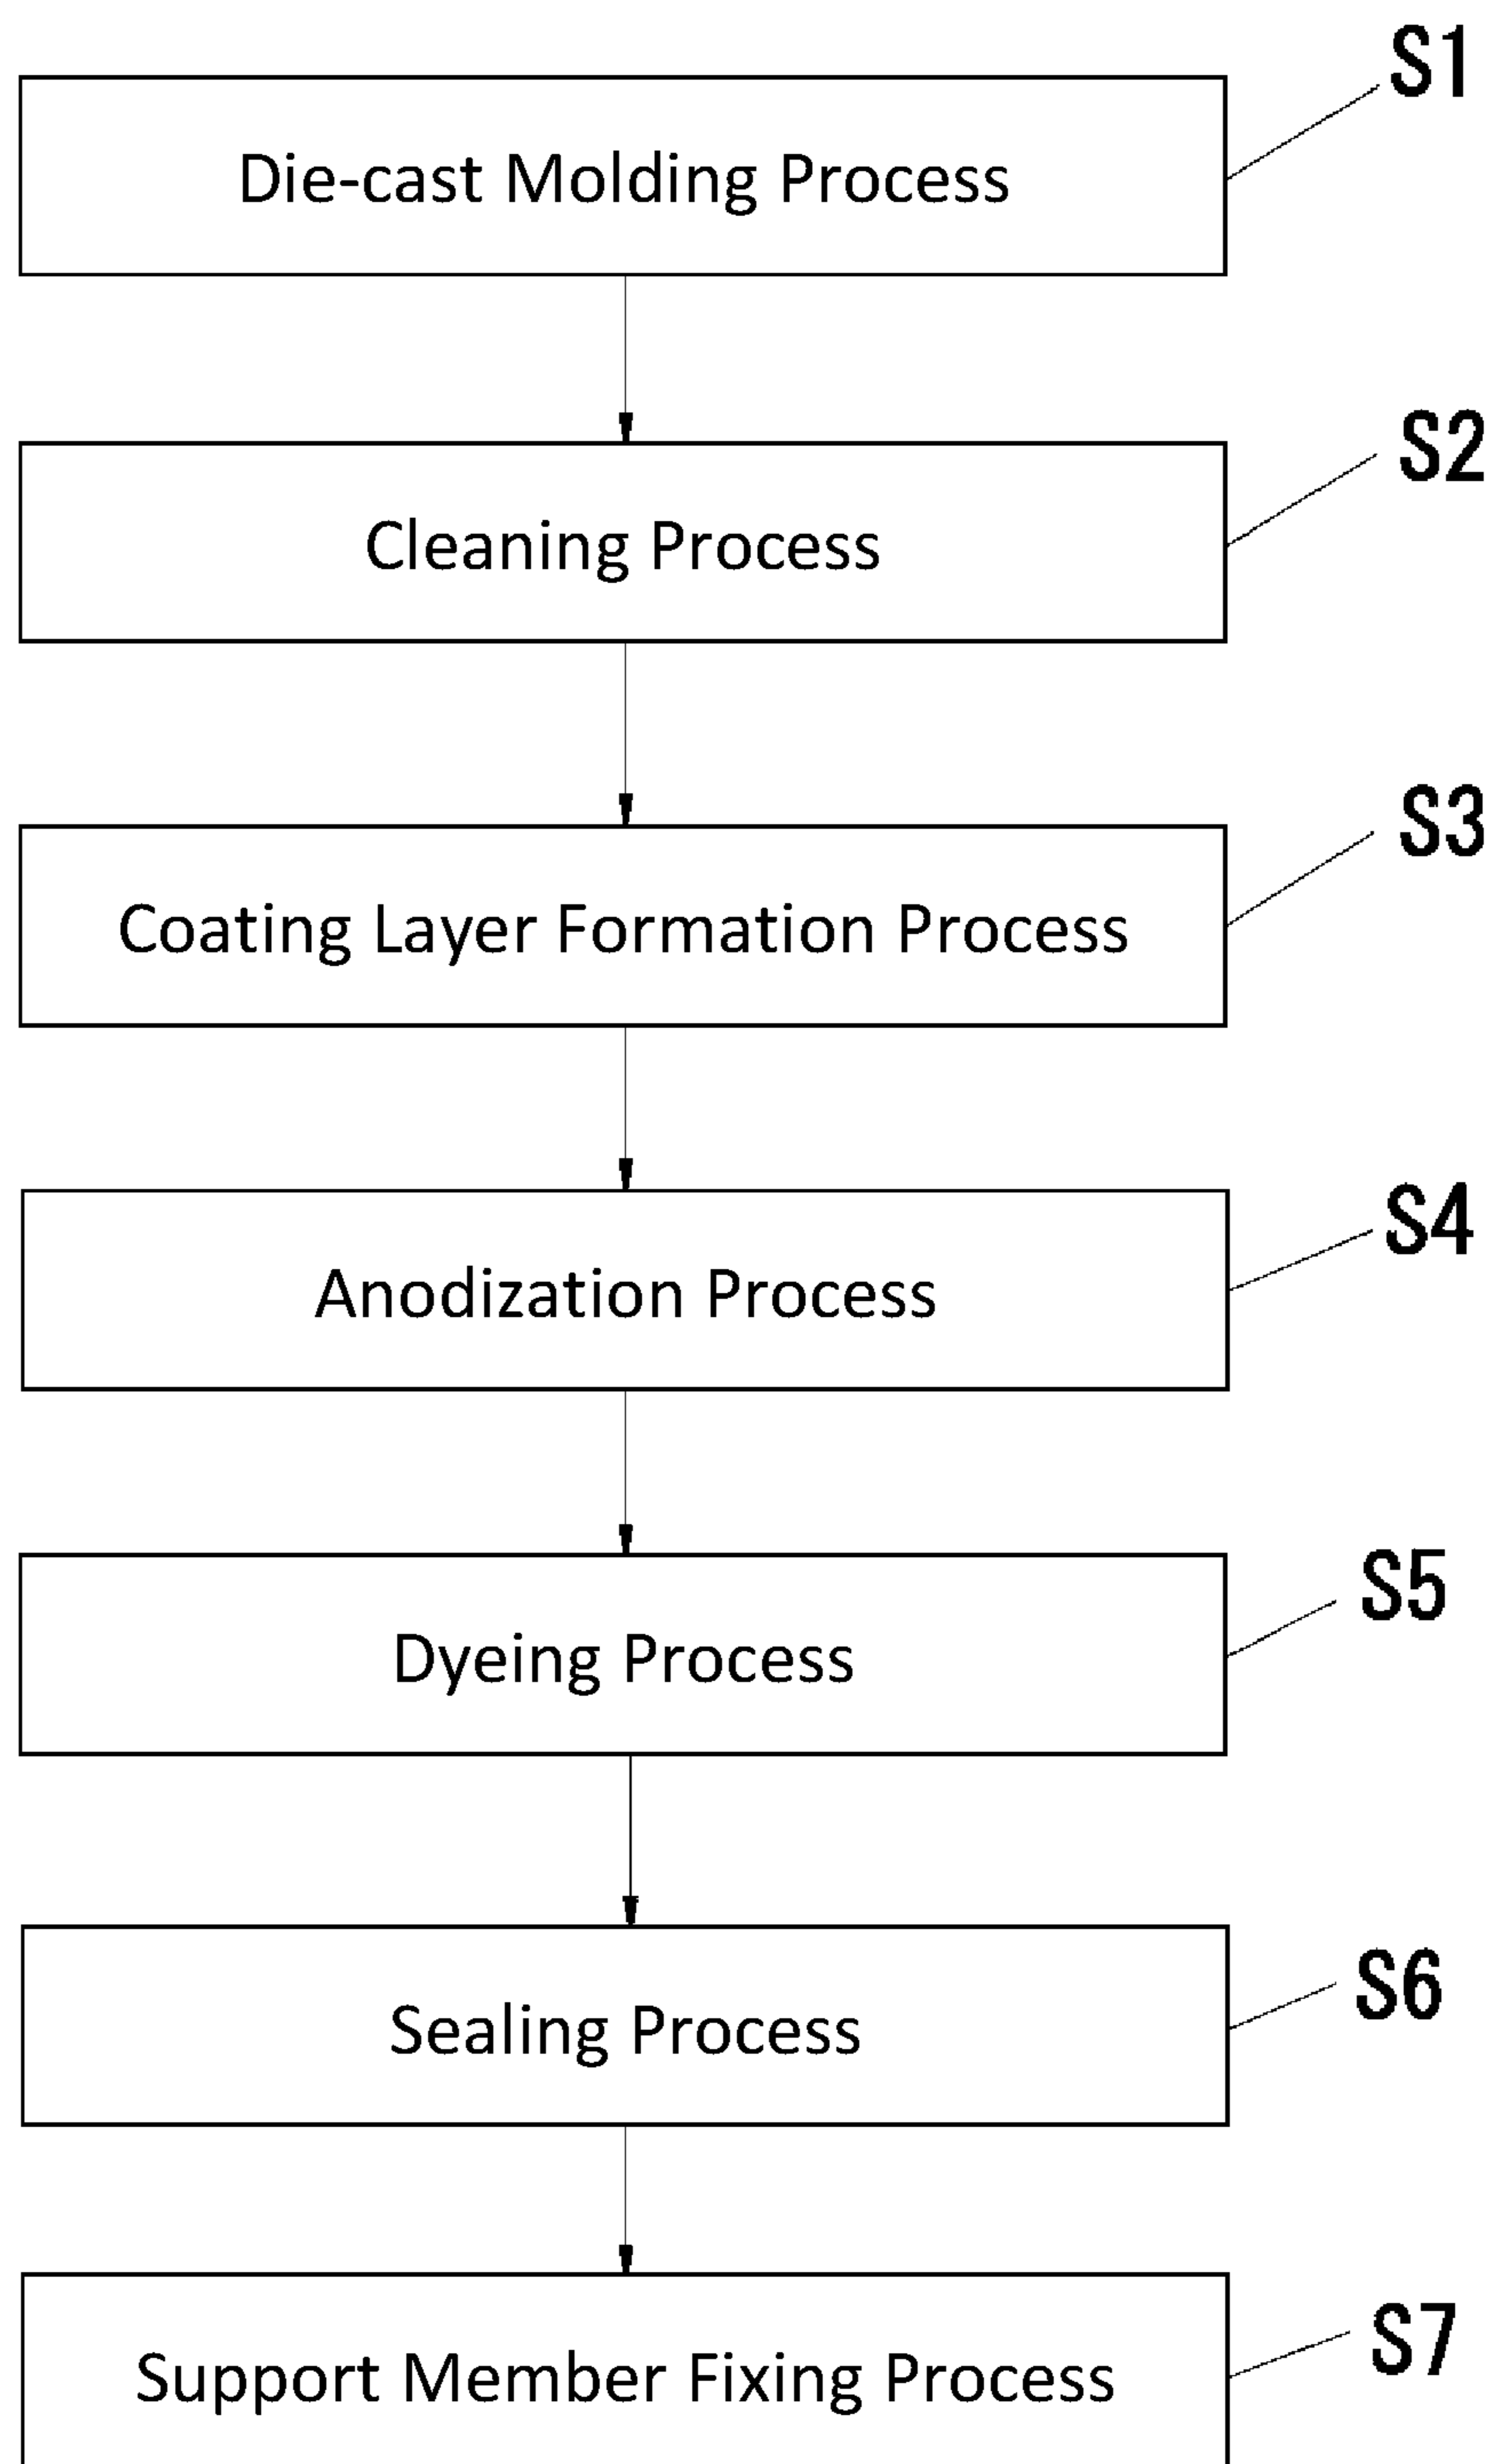 S1
Die-cast Molding Process
S2
Cleaning Process
S3
Coating Layer Formation Process
S4
Anodization Process
S5
Dyeing Process
S6
Sealing Process
S7
Support Member Fixing Process